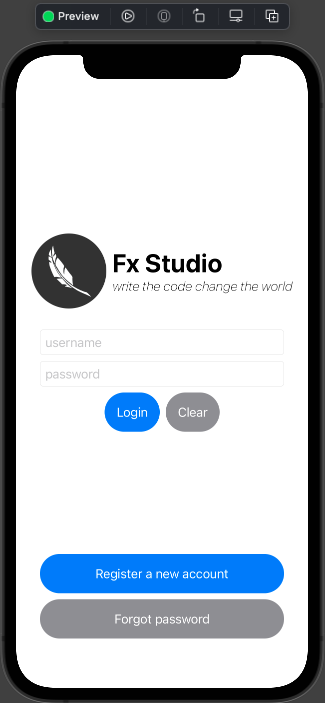 Preview
Fx Studio
write the code change the world
username
password
Login Clear
Register a new account
Forgot password